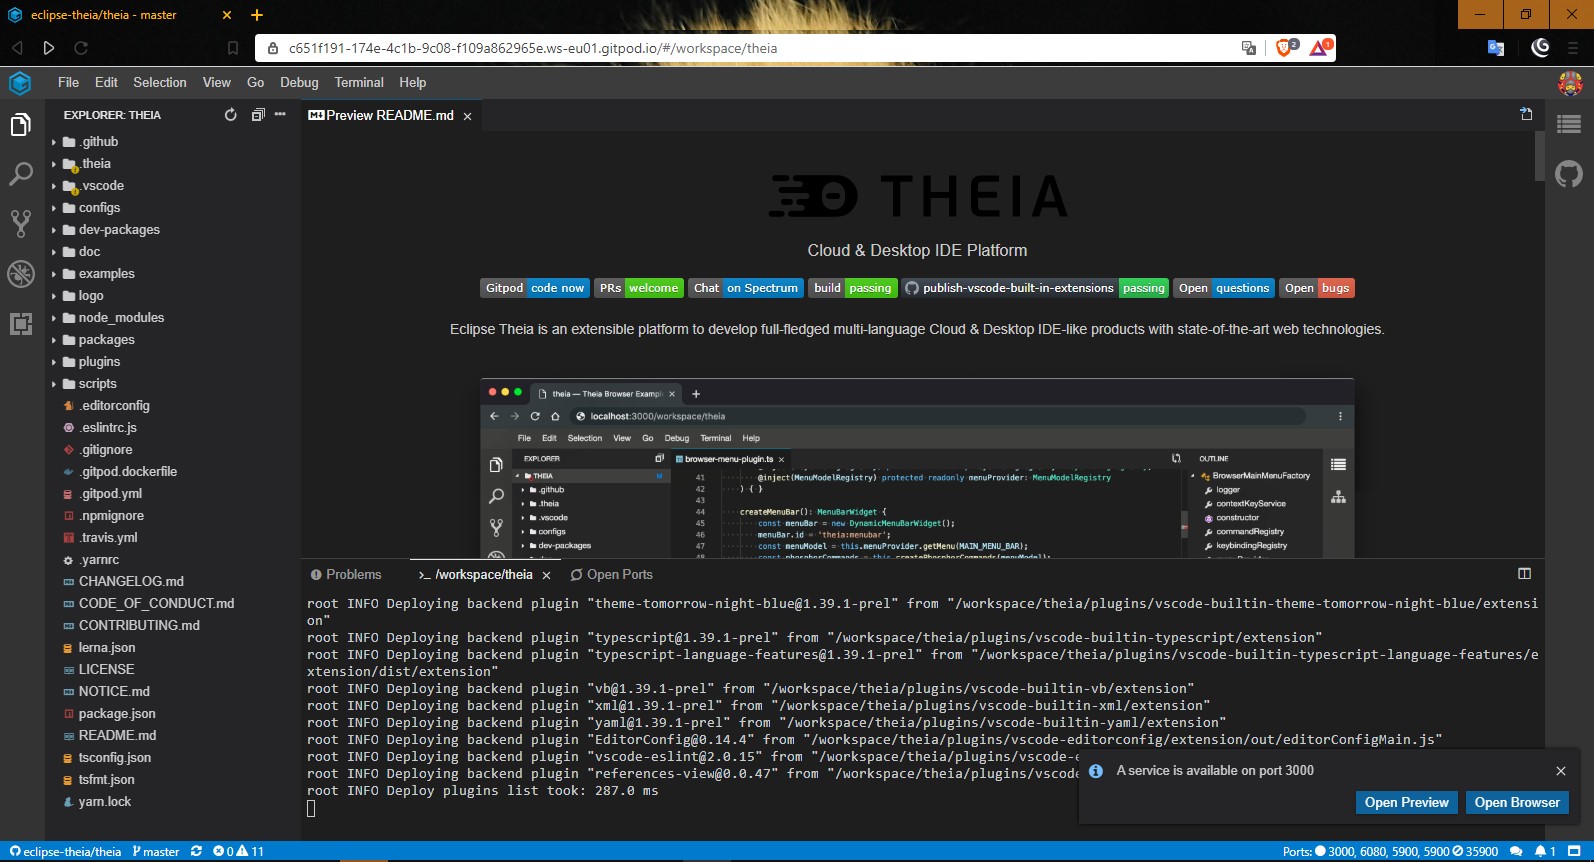 eclipse-theia/theia - master
c651f191-174e-4c1b-9c08-f109a862965e.ws-eu01.gitpod.io/#/workspace/theia
2
1
File Edit Selection View Go Debug Terminal Help
EXPLORER: THEIA
.github
.theia
.vscode
configs
dev-packages
doc
examples
logo
node_modules
packages
plugins
scripts
.editorconfig
.eslintrc.js
.gitignore
.gitpod.dockerfile
.gitpod.yml
.npmignore
.travis.yml
.yarnrc
CHANGELOG.md
CODE_OF_CONDUCT.md
CONTRIBUTING.md
lerna.json
LICENSE
NOTICE.md
package.json
README.md
tsconfig.json
tsfmt.json
yarn.lock
Preview README.md
THEIA
Cloud & Desktop IDE Platform
Gitpod code now PRs welcome Chat on Spectrum build passing publish-vscode-built-in-extensions passing Open questions Open bugs
Eclipse Theia is an extensible platform to develop full-fledged multi-language Cloud & Desktop IDE-like products with state-of-the-art web technologies.
theia — Theia Browser Exampl
localhost:3000/workspace/theia
File Edit Selection View Go Debug Terminal Help
EXPLORER
THEIA M
.github
.theia
.vscode
configs
dev-packages
browser-menu-plugin.ts
41 @inject(MenuModelRegistry) protected readonly menuProvider: MenuModelRegistry
42 ) { }
43
44 createMenuBar(): MenuBarWidget {
45 const menuBar = new DynamicMenuBarWidget();
46 menuBar.id = 'theia:menubar';
47 const menuModel = this.menuProvider.getMenu(MAIN_MENU_BAR);
48 const phosphorCommands = this.createPhosphorCommands(menuModel);
OUTLINE
BrowserMainMenuFactory
logger
contextKeyService
constructor
commandRegistry
keybindingRegistry
Problems /workspace/theia Open Ports
root INFO Deploying backend plugin "theme-tomorrow-night-blue@1.39.1-prel" from "/workspace/theia/plugins/vscode-builtin-theme-tomorrow-night-blue/extensi
on"
root INFO Deploying backend plugin "typescript@1.39.1-prel" from "/workspace/theia/plugins/vscode-builtin-typescript/extension"
root INFO Deploying backend plugin "typescript-language-features@1.39.1-prel" from "/workspace/theia/plugins/vscode-builtin-typescript-language-features/e
xtension/dist/extension"
root INFO Deploying backend plugin "vb@1.39.1-prel" from "/workspace/theia/plugins/vscode-builtin-vb/extension"
root INFO Deploying backend plugin "xml@1.39.1-prel" from "/workspace/theia/plugins/vscode-builtin-xml/extension"
root INFO Deploying backend plugin "yaml@1.39.1-prel" from "/workspace/theia/plugins/vscode-builtin-yaml/extension"
root INFO Deploying backend plugin "EditorConfig@0.14.4" from "/workspace/theia/plugins/vscode-editorconfig/extension/out/editorConfigMain.js"
root INFO Deploying backend plugin "vscode-eslint@2.0.15" from "/workspace/theia/plugins/vscode-e
root INFO Deploying backend plugin "references-view@0.0.47" from "/workspace/theia/plugins/vscode
root INFO Deploy plugins list took: 287.0 ms
A service is available on port 3000
Open Preview Open Browser
eclipse-theia/theia master 0 11
Ports: 3000, 6080, 5900, 5900 35900 1